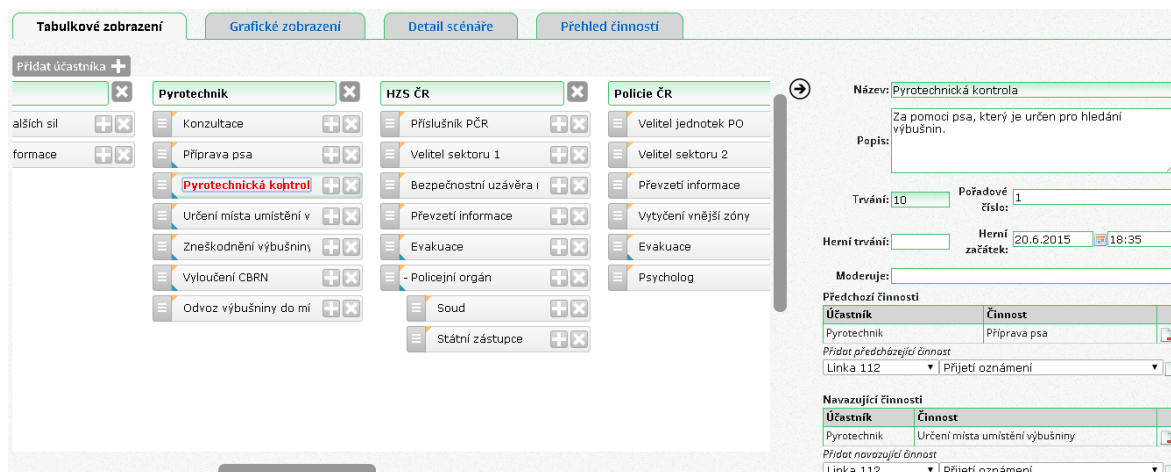 Tabulkové zobrazení
Grafické zobrazení
Detail scénáře
Přehled činností
Přidat účastníka
alších sil
formace
Pyrotechnik
Konzultace
Příprava psa
Pyrotechnická kontrol
Určení místa umístění v
Zneškodnění výbušniny
Vyloučení CBRN
Odvoz výbušniny do mí
HZS ČR
Příslušník PČR
Velitel sektoru 1
Bezpečnostní uzávěra
Převzetí informace
Evakuace
- Policejní orgán
Soud
Státní zástupce
Policie ČR
Velitel jednotek PO
Velitel sektoru 2
Převzetí informace
Vytyčení vnější zóny
Evakuace
Psycholog
Název: Pyrotechnická kontrola
Popis: Za pomoci psa, který je určen pro hledání
výbušnin.
Trvání: 10 Pořadové číslo: 1
Herní trvání: Herní začátek: 20.6.2015 18:35
Moderuje:
Předchozí činnosti
Účastník Činnost
Pyrotechnik Příprava psa
Přidat předcházející činnost
Linka 112 Přijetí oznámení
Navazující činnosti
Účastník Činnost
Pyrotechnik Určení místa umístění výbušniny
Přidat navazující činnost
Linka 112 Přijetí oznámení